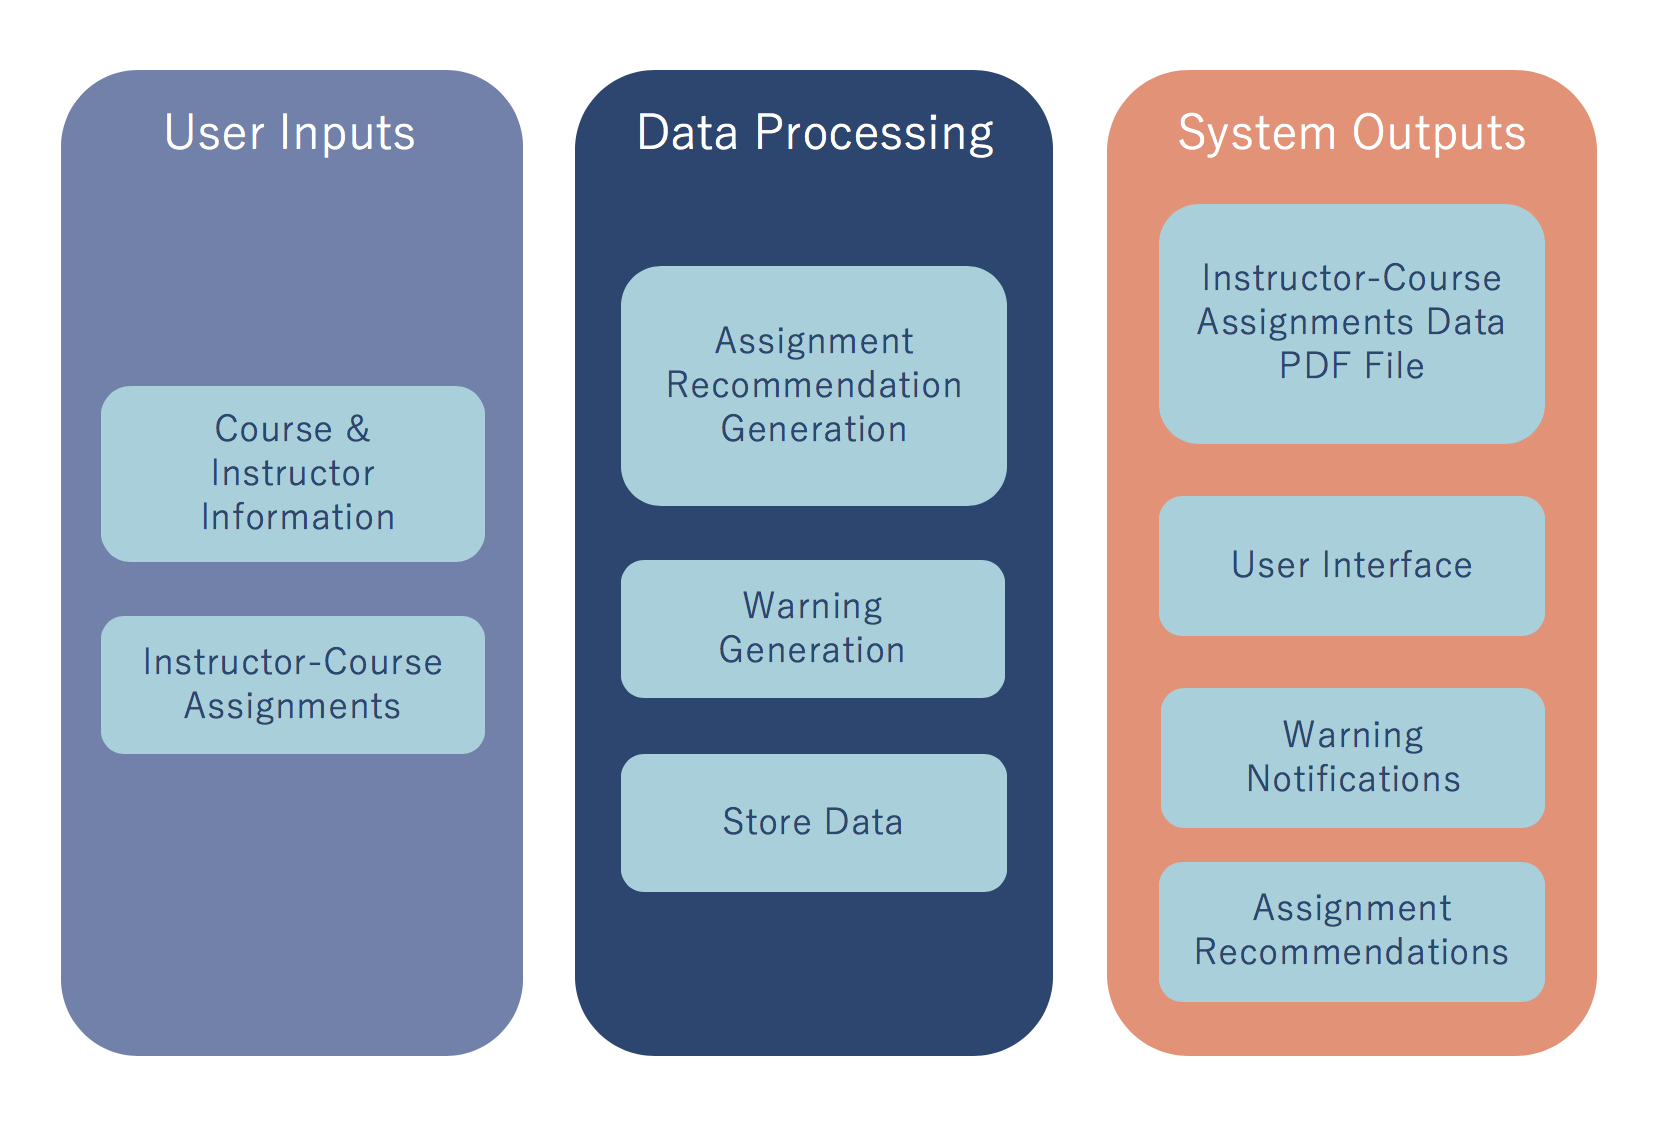 User Inputs
Course &
Instructor
Information
Instructor-Course
Assignments
Data Processing
Assignment
Recommendation
Generation
Warning
Generation
Store Data
System Outputs
Instructor-Course
Assignments Data
PDF File
User Interface
Warning
Notifications
Assignment
Recommendations